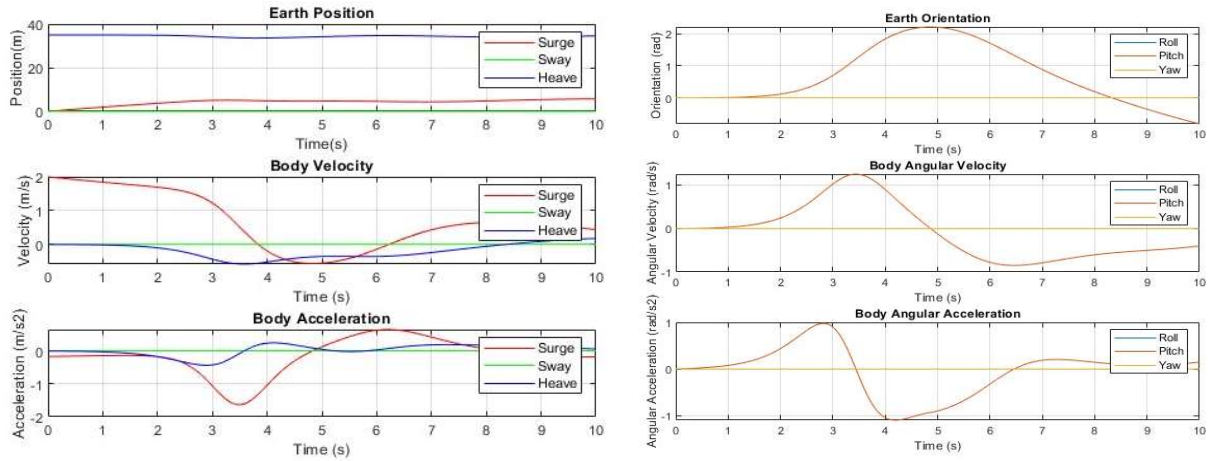 Earth Position
Position(m)
40
20
0
Surge
Sway
Heave
0 1 2 3 4 5 6 7 8 9 10
Time(s)
Body Velocity
Velocity (m/s)
2
1
0
Surge
Sway
Heave
0 1 2 3 4 5 6 7 8 9 10
Time (s)
Body Acceleration
Acceleration (m/s2)
0
-1
-2
Surge
Sway
Heave
0 1 2 3 4 5 6 7 8 9 10
Time (s)
Earth Orientation
Orientation (rad)
2
1
0
Roll
Pitch
Yaw
0 1 2 3 4 5 6 7 8 9 10
Time (s)
Body Angular Velocity
Angular Velocity (rad/s)
1
0
-1
Roll
Pitch
Yaw
0 1 2 3 4 5 6 7 8 9 10
Time (s)
Body Angular Acceleration
Angular Acceleration (rad/s2)
1
0
-1
Roll
Pitch
Yaw
0 1 2 3 4 5 6 7 8 9 10
Time (s)